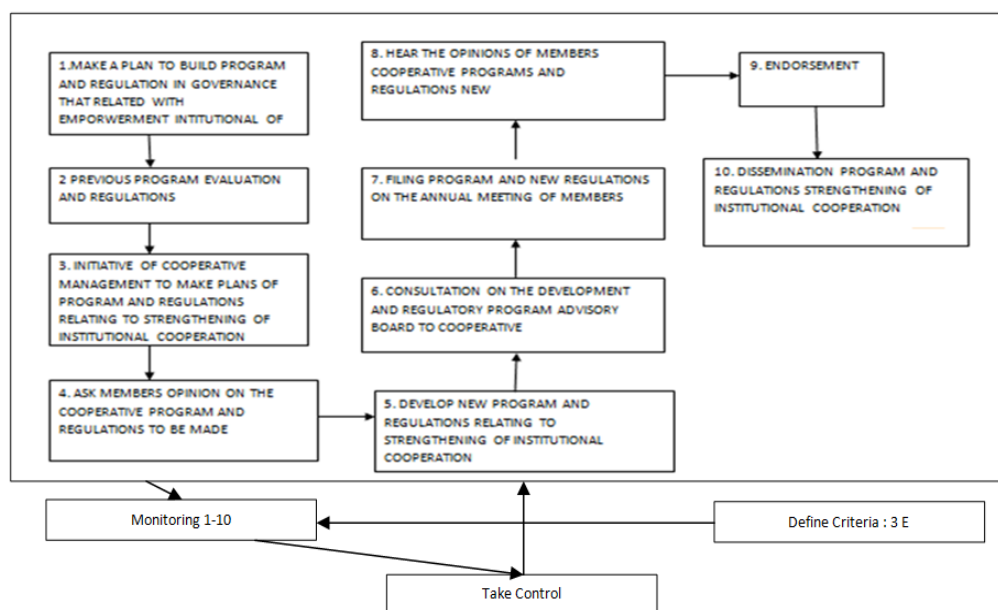 1.MAKE A PLAN TO BUILD PROGRAM
AND REGULATION IN GOVERNANCE
THAT RELATED WITH
EMPORWERMENT INTITUTIONAL OF
2 PREVIOUS PROGRAM EVALUATION
AND REGULATIONS
3. INITIATIVE OF COOPERATIVE
MANAGEMENT TO MAKE PLANS OF
PROGRAM AND REGULATIONS
RELATING TO STRENGTHENING OF
INSTITUTIONAL COOPERATION
4. ASK MEMBERS OPINION ON THE
COOPERATIVE PROGRAM AND
REGULATIONS TO BE MADE
5. DEVELOP NEW PROGRAM AND
REGULATIONS RELATING TO
STRENGTHENING OF INSTITUTIONAL
COOPERATION
6. CONSULTATION ON THE DEVELOPMENT
AND REGULATORY PROGRAM ADVISORY
BOARD TO COOPERATIVE
7. FILING PROGRAM AND NEW REGULATIONS
ON THE ANNUAL MEETING OF MEMBERS
8. HEAR THE OPINIONS OF MEMBERS
COOPERATIVE PROGRAMS AND
REGULATIONS NEW
9. ENDORSEMENT
10. DISSEMINATION PROGRAM AND
REGULATIONS STRENGTHENING OF
INSTITUTIONAL COOPERATION
Monitoring 1-10
Define Criteria : 3 E
Take Control